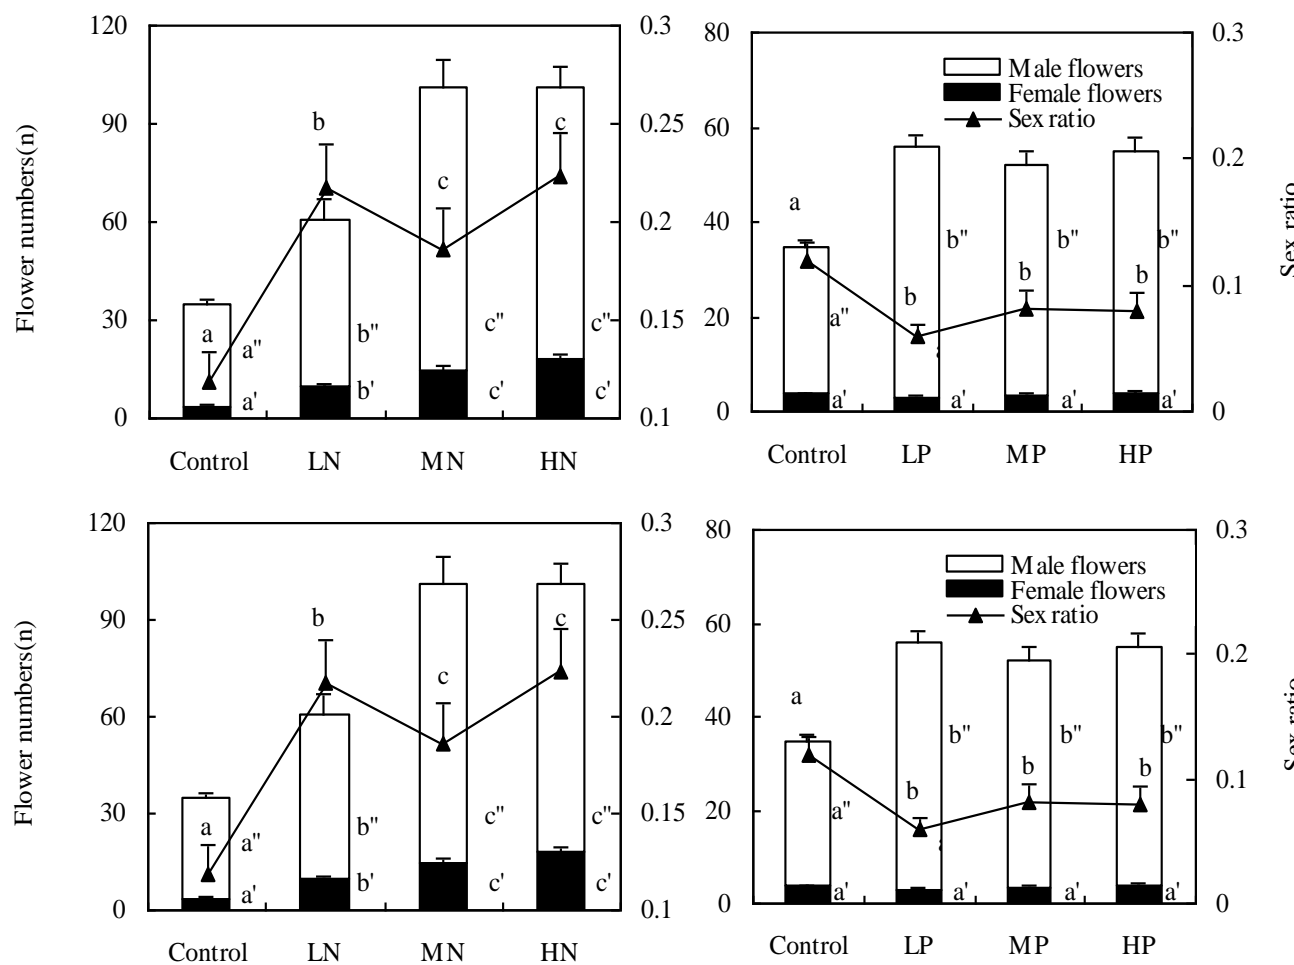 120
90
60
30
0
Flower numbers(n)
0.3
0.25
0.2
0.15
0.1
a
b
c
c
a"
b"
c"
c"
a'
b'
c'
c'
Control LN MN HN
80
60
40
20
0
0.3
0.2
0.1
0
Sex ratio
Male flowers
Female flowers
Sex ratio
a
b
b
b
a"
b"
b"
b"
a'
a'
a'
a'
Control LP MP HP
120
90
60
30
0
Flower numbers(n)
0.3
0.25
0.2
0.15
0.1
a
b
c
c
a"
b"
c"
c"
a'
b'
c'
c'
Control LN MN HN
80
60
40
20
0
0.3
0.2
0.1
0
Sex ratio
Male flowers
Female flowers
Sex ratio
a
b
b
b
a"
b"
b"
b"
a'
a'
a'
a'
Control LP MP HP